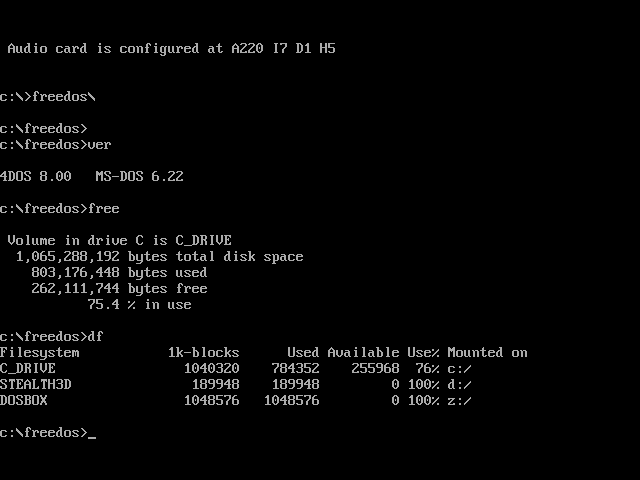 Audio card is configured at A220 I7 D1 H5
c:\>freedos\
c:\freedos>
c:\freedos>ver
4DOS 8.00   MS-DOS 6.22
c:\freedos>free
 Volume in drive C is C_DRIVE
  1,065,288,192 bytes total disk space
    803,176,448 bytes used
    262,111,744 bytes free
           75.4 % in use
c:\freedos>df
Filesystem           1k-blocks      Used Available Use% Mounted on
C_DRIVE                1040320    784352    255968  76% c:/
STEALTH3D               189948    189948         0 100% d:/
DOSBOX                 1048576   1048576         0 100% z:/
c:\freedos>_